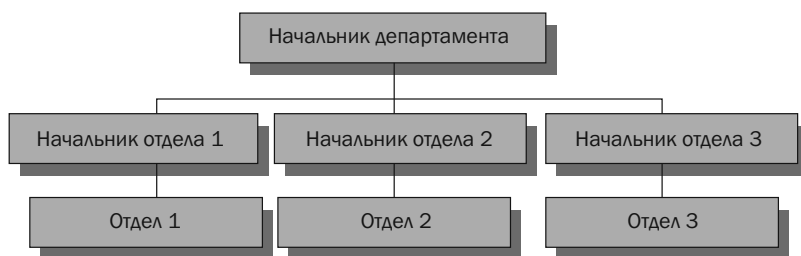 Начальник департамента
Начальник отдела 1
Начальник отдела 2
Начальник отдела 3
Отдел 1
Отдел 2
Отдел 3